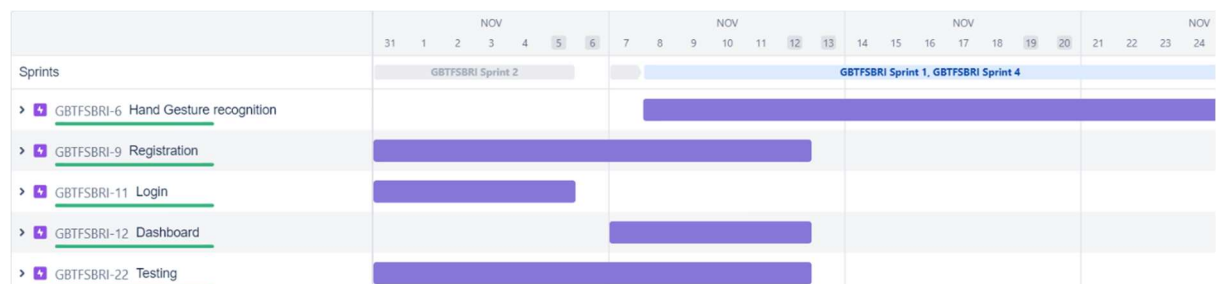 NOV NOV NOV NOV
31 1 2 3 4 5 6 7 8 9 10 11 12 13 14 15 16 17 18 19 20 21 22 23 24
Sprints GBTFSBRI Sprint 2 GBTFSBRI Sprint 1, GBTFSBRI Sprint 4
GBTFSBRI-6 Hand Gesture recognition
GBTFSBRI-9 Registration
GBTFSBRI-11 Login
GBTFSBRI-12 Dashboard
GBTFSBRI-22 Testing